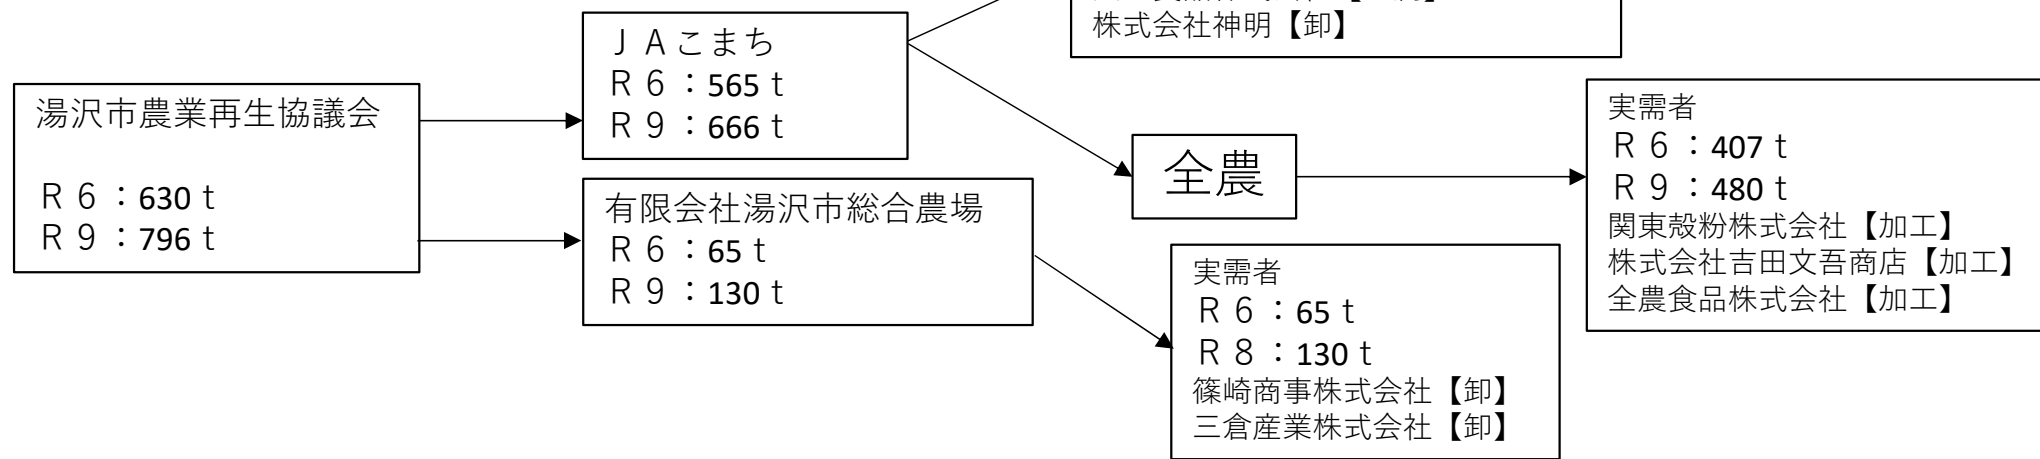 株式会社神明【卸】
ＪＡこまち
Ｒ６：565ｔ
Ｒ９：666ｔ
湯沢市農業再生協議会
Ｒ６：630ｔ
Ｒ９：796ｔ
有限会社湯沢市総合農場
Ｒ６：65ｔ
Ｒ９：130ｔ
全農
実需者
Ｒ６：407ｔ
Ｒ９：480ｔ
関東殻粉株式会社【加工】
株式会社吉田文吾商店【加工】
全農食品株式会社【加工】
実需者
Ｒ６：65ｔ
Ｒ８：130ｔ
篠崎商事株式会社【卸】
三倉産業株式会社【卸】